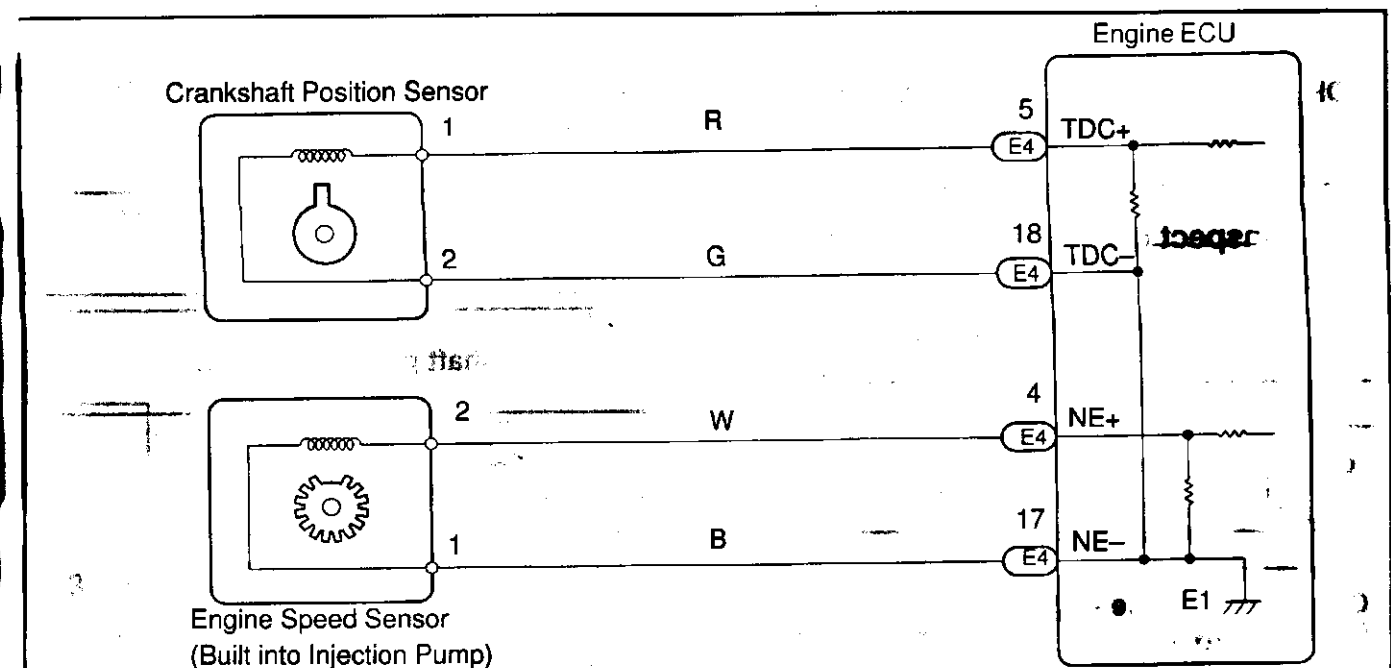 Engine ECU
Crankshaft Position Sensor
1
R
5
E4
TDC+
2
G
18
E4
TDC–
2
W
4
E4
NE+
1
B
17
E4
NE–
E1
Engine Speed Sensor
(Built into Injection Pump)